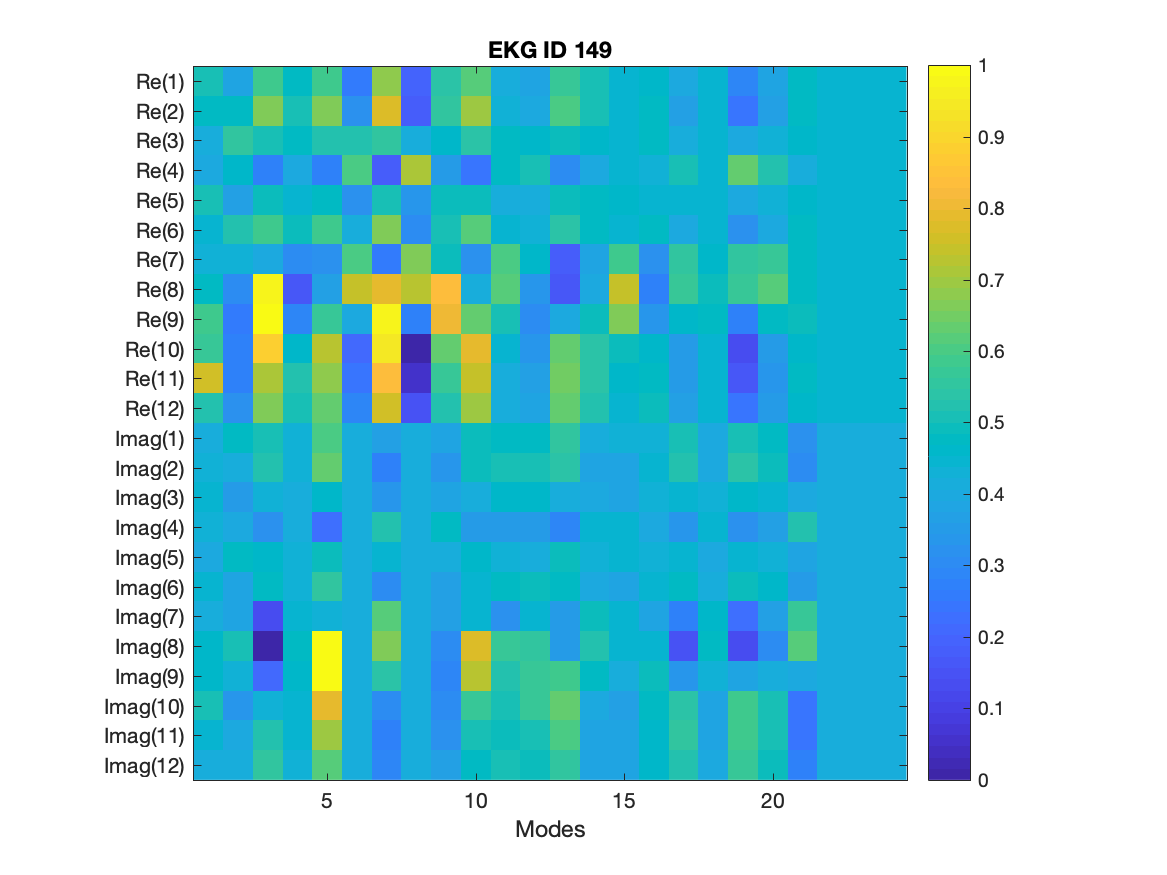 EKG ID 149
Re(1)
Re(2)
Re(3)
Re(4)
Re(5)
Re(6)
Re(7)
Re(8)
Re(9)
Re(10)
Re(11)
Re(12)
Imag(1)
Imag(2)
Imag(3)
Imag(4)
Imag(5)
Imag(6)
Imag(7)
Imag(8)
Imag(9)
Imag(10)
Imag(11)
Imag(12)
5 10 15 20
Modes
1
0.9
0.8
0.7
0.6
0.5
0.4
0.3
0.2
0.1
0